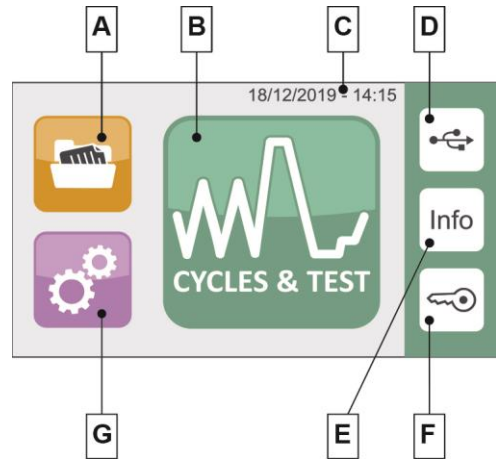 A B C D
18/12/2019 - 14:15
Info
CYCLES & TEST
G E F